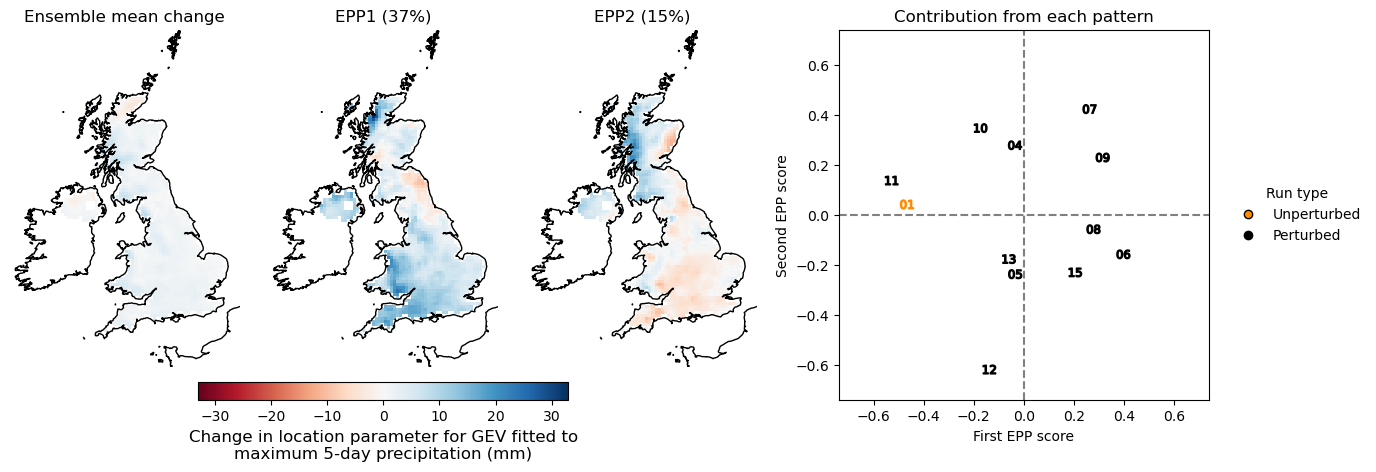 Ensemble mean change
EPP1 (37%)
EPP2 (15%)
Contribution from each pattern
−30 −20 −10 0 10 20 30
Change in location parameter for GEV fitted to
maximum 5-day precipitation (mm)
Second EPP score
0.6
0.4
0.2
0.0
−0.2
−0.4
−0.6
07
10
04
09
11
01
08
06
13
05
15
12
−0.6 −0.4 −0.2 0.0 0.2 0.4 0.6
First EPP score
Run type
Unperturbed
Perturbed